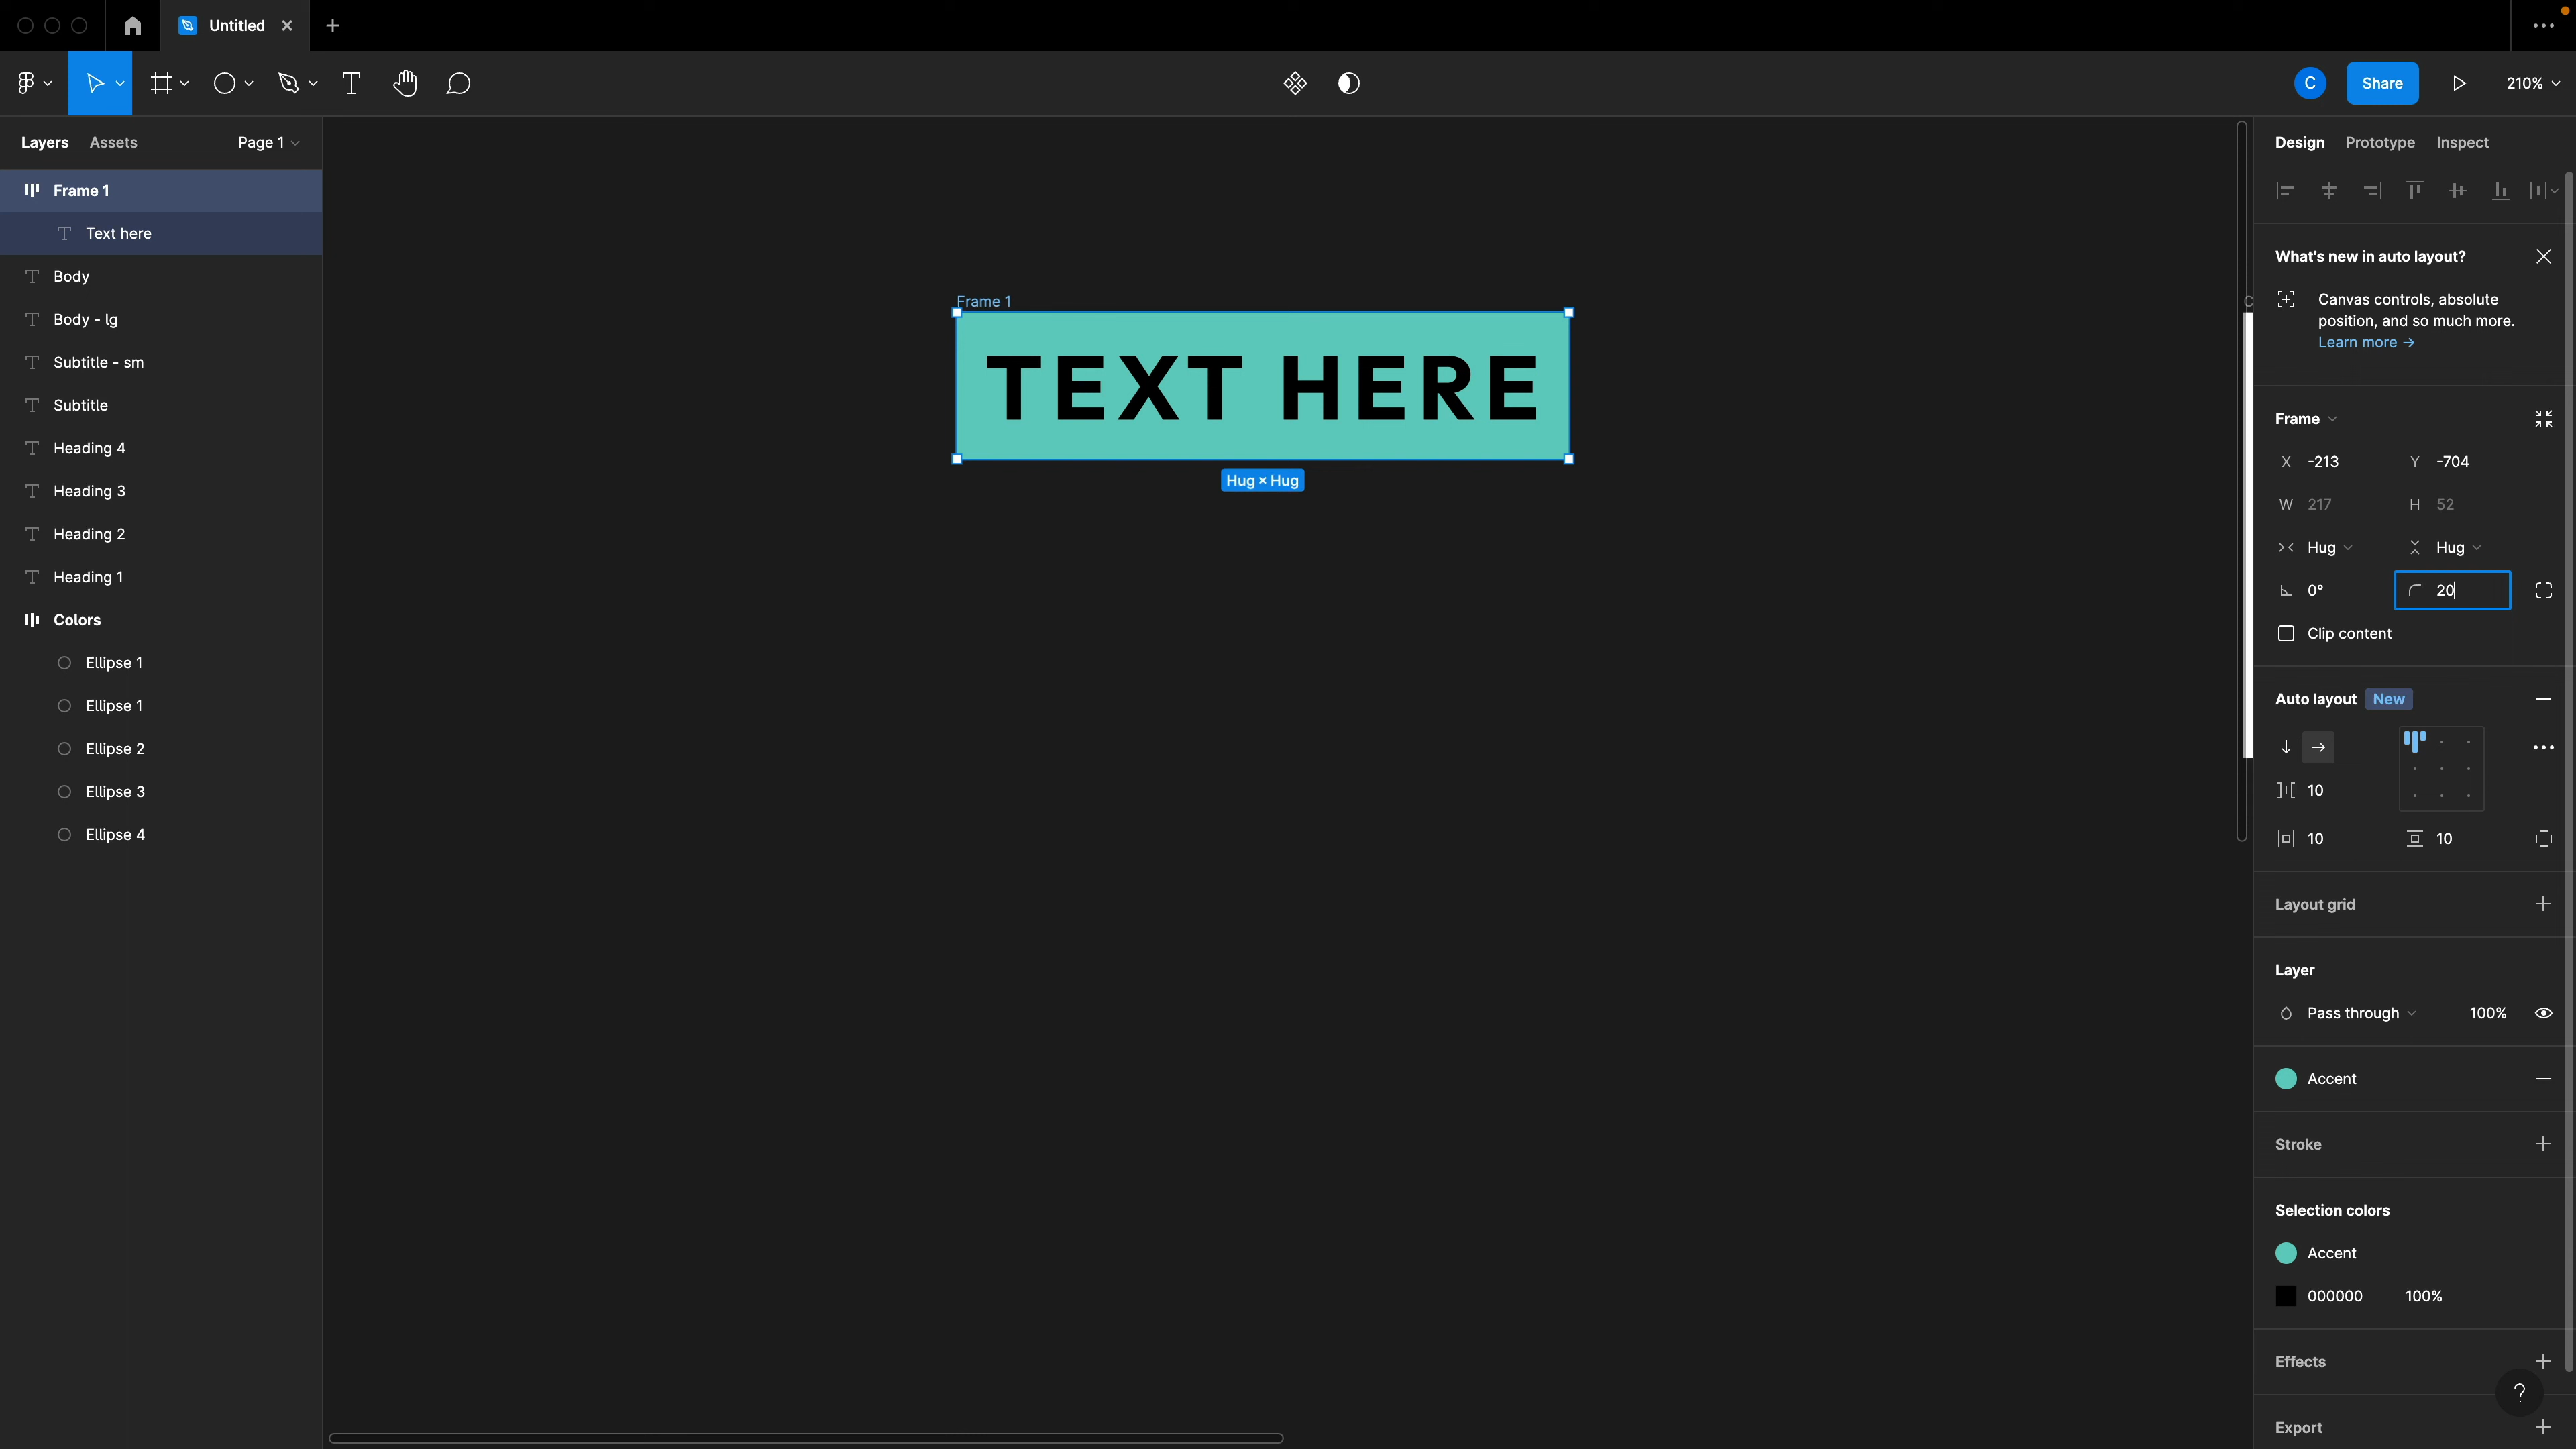 Untitled
C
Share
210%
Layers Assets Page 1
Frame 1
Text here
Body
Body - lg
Subtitle - sm
Subtitle
Heading 4
Heading 3
Heading 2
Heading 1
Colors
Ellipse 1
Ellipse 1
Ellipse 2
Ellipse 3
Ellipse 4
Frame 1
TEXT HERE
Hug × Hug
C
Design Prototype Inspect
What's new in auto layout?
Canvas controls, absolute
position, and so much more.
Learn more →
Frame
X -213 Y -704
W 217 H 52
Hug Hug
0° 20
Clip content
Auto layout New
10
10 10
Layout grid
Layer
Pass through 100%
Accent
Stroke
Selection colors
Accent
000000 100%
Effects
?
Export